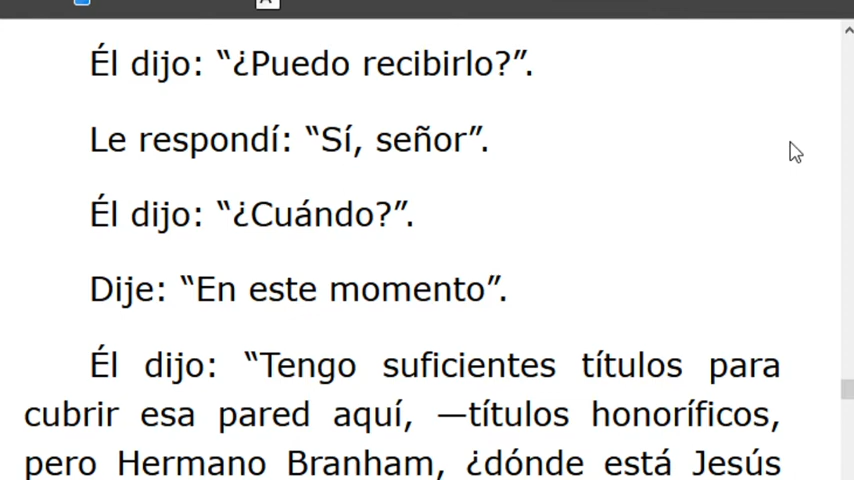 Él dijo: “¿Puedo recibirlo?”.
Le respondí: “Sí, señor”.
Él dijo: “¿Cuándo?”.
Dije: “En este momento”.
Él dijo: “Tengo suficientes títulos para
cubrir esa pared aquí, —títulos honoríficos,
pero Hermano Branham, ¿dónde está Jesús